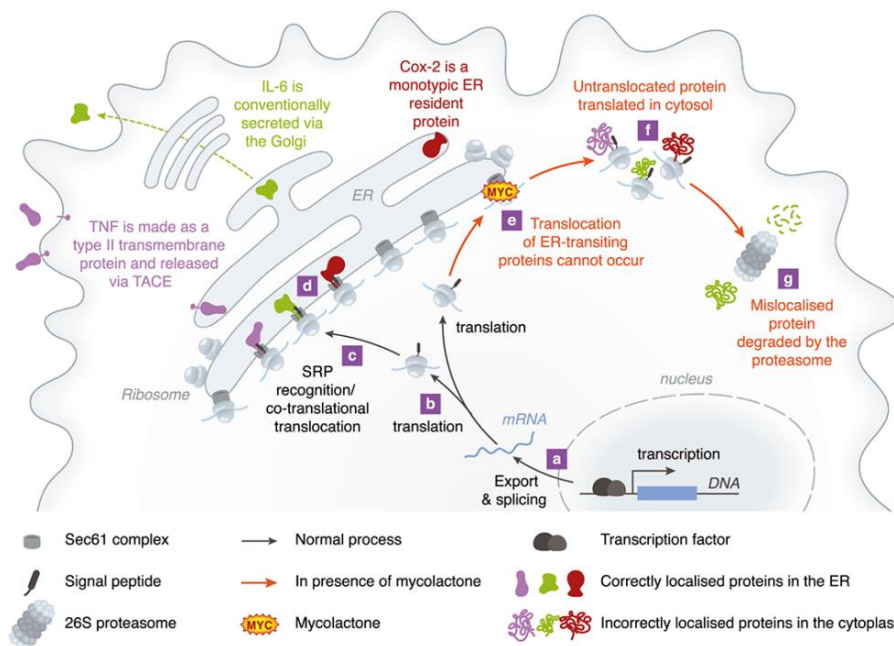 IL-6 is
conventionally
secreted via
the Golgi
Cox-2 is a
monotypic ER
resident
protein
Untranslocated protein
translated in cytosol
f
ER
MYC
e
Translocation
of ER-transiting
proteins cannot
occur
TNF is made as a
type II transmembrane
protein and released
via TACE
d
g
Mislocalised
protein
degraded by the
proteasome
translation
c
SRP
recognition/
co-translational
translocation
Ribosome
b
translation
mRNA
nucleus
a
transcription
DNA
Export
& splicing
Sec61 complex
Normal process
Transcription factor
Signal peptide
In presence of mycolactone
Correctly localised proteins in the ER
26S proteasome
MYC
Mycolactone
Incorrectly localised proteins in the cytoplas